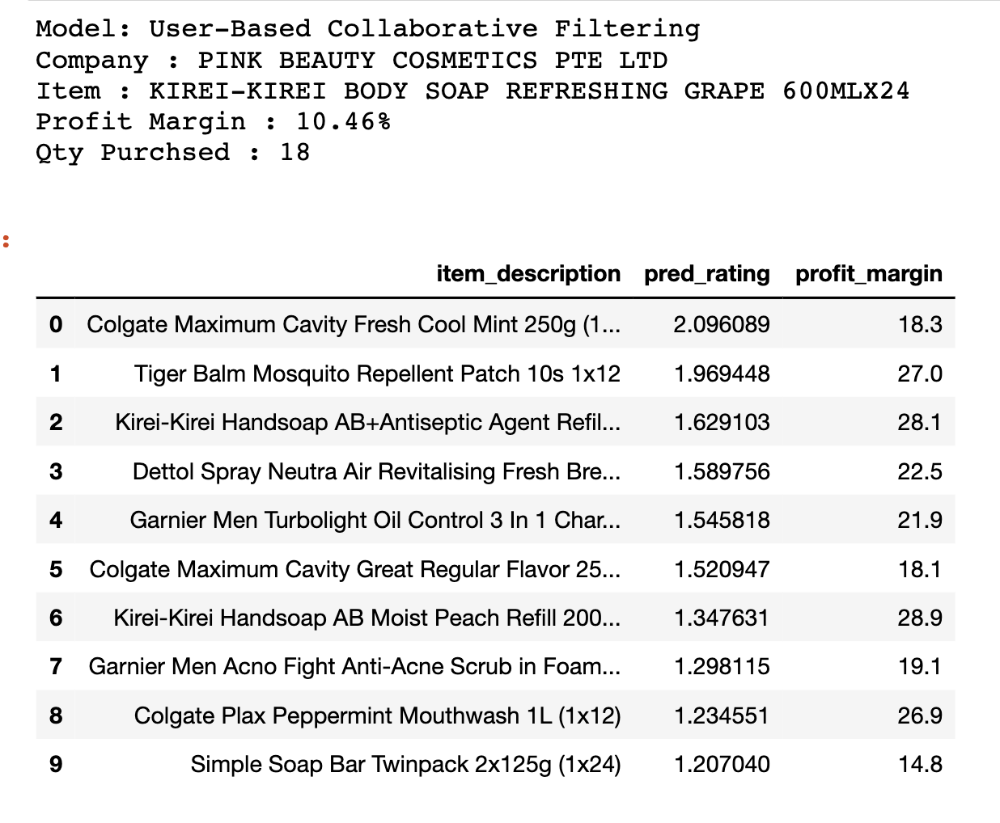 Model: User-Based Collaborative Filtering
Company : PINK BEAUTY COSMETICS PTE LTD
Item : KIREI-KIREI BODY SOAP REFRESHING GRAPE 600MLX24
Profit Margin : 10.46%
Qty Purchsed : 18
:
item_description pred_rating profit_margin
0 Colgate Maximum Cavity Fresh Cool Mint 250g (1... 2.096089 18.3
1 Tiger Balm Mosquito Repellent Patch 10s 1x12 1.969448 27.0
2 Kirei-Kirei Handsoap AB+Antiseptic Agent Refil... 1.629103 28.1
3 Dettol Spray Neutra Air Revitalising Fresh Bre... 1.589756 22.5
4 Garnier Men Turbolight Oil Control 3 In 1 Char... 1.545818 21.9
5 Colgate Maximum Cavity Great Regular Flavor 25... 1.520947 18.1
6 Kirei-Kirei Handsoap AB Moist Peach Refill 200... 1.347631 28.9
7 Garnier Men Acno Fight Anti-Acne Scrub in Foam... 1.298115 19.1
8 Colgate Plax Peppermint Mouthwash 1L (1x12) 1.234551 26.9
9 Simple Soap Bar Twinpack 2x125g (1x24) 1.207040 14.8